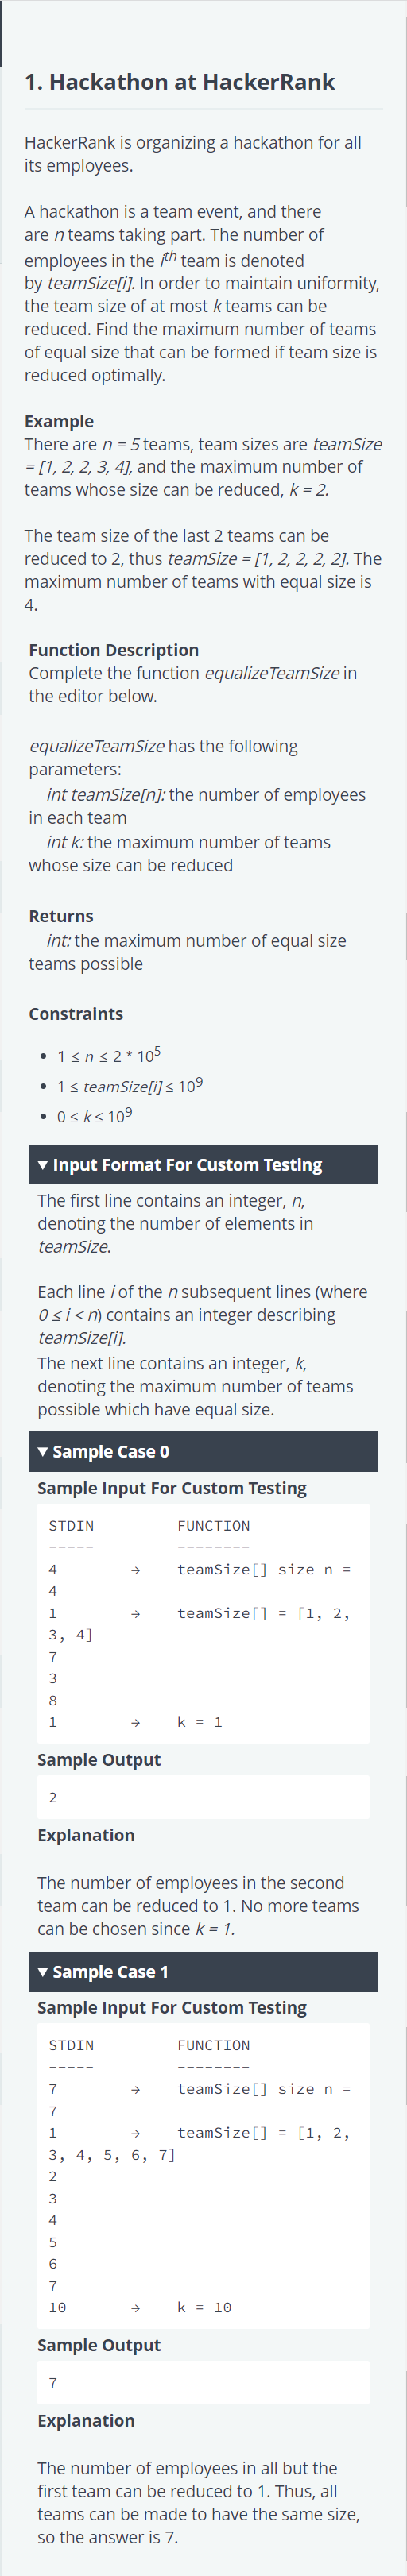 1. Hackathon at HackerRank
HackerRank is organizing a hackathon for all
its employees.
A hackathon is a team event, and there
are n teams taking part. The number of
employees in the ith team is denoted
by teamSize[i]. In order to maintain uniformity,
the team size of at most k teams can be
reduced. Find the maximum number of teams
of equal size that can be formed if team size is
reduced optimally.
Example
There are n = 5 teams, team sizes are teamSize
= [1, 2, 2, 3, 4], and the maximum number of
teams whose size can be reduced, k = 2.
The team size of the last 2 teams can be
reduced to 2, thus teamSize = [1, 2, 2, 2, 2]. The
maximum number of teams with equal size is
4.
Function Description
Complete the function equalizeTeamSize in
the editor below.
equalizeTeamSize has the following
parameters:
int teamSize[n]: the number of employees
in each team
int k: the maximum number of teams
whose size can be reduced
Returns
int: the maximum number of equal size
teams possible
Constraints
• 1 ≤ n ≤ 2 * 10⁵
• 1 ≤ teamSize[i] ≤ 10⁹
• 0 ≤ k ≤ 10⁹
▼ Input Format For Custom Testing
The first line contains an integer, n,
denoting the number of elements in
teamSize.
Each line i of the n subsequent lines (where
0 ≤ i < n) contains an integer describing
teamSize[i].
The next line contains an integer, k,
denoting the maximum number of teams
possible which have equal size.
▼ Sample Case 0
Sample Input For Custom Testing
STDIN FUNCTION
----- --------
4 → teamSize[] size n =
4
1 → teamSize[] = [1, 2,
3, 4]
7
3
8
1 → k = 1
Sample Output
2
Explanation
The number of employees in the second
team can be reduced to 1. No more teams
can be chosen since k = 1.
▼ Sample Case 1
Sample Input For Custom Testing
STDIN FUNCTION
----- --------
7 → teamSize[] size n =
7
1 → teamSize[] = [1, 2,
3, 4, 5, 6, 7]
2
3
4
5
6
7
10 → k = 10
Sample Output
7
Explanation
The number of employees in all but the
first team can be reduced to 1. Thus, all
teams can be made to have the same size,
so the answer is 7.